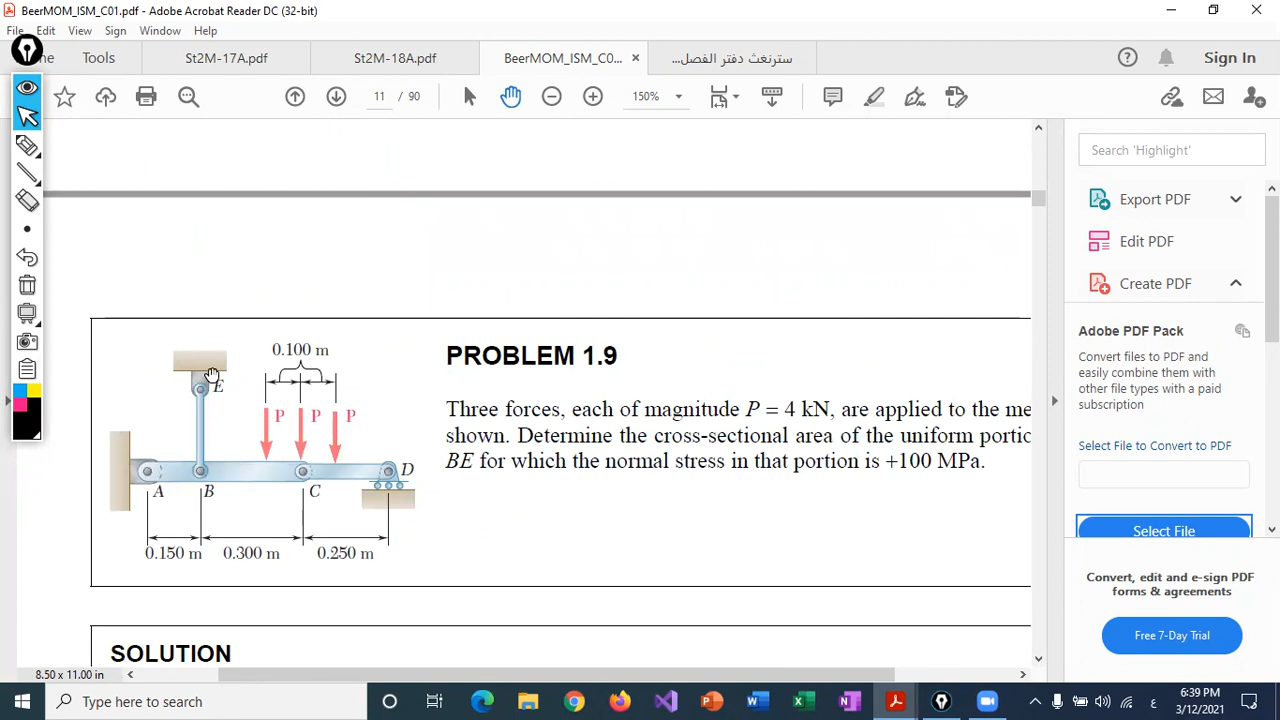 BeerMOM_ISM_C01.pdf - Adobe Acrobat Reader DC (32-bit)
File Edit View Sign Window Help
me Tools St2M-17A.pdf St2M-18A.pdf BeerMOM_ISM_C0... × سترنغث دفتر الفصل... Sign In
11 / 90 150%
Search 'Highlight'
Export PDF
Edit PDF
Create PDF
Adobe PDF Pack
Convert files to PDF and
easily combine them with
other file types with a paid
subscription
Select File to Convert to PDF
Select File
Convert, edit and e-sign PDF
forms & agreements
Free 7-Day Trial
0.100 m
E
P P P
A B C D
0.150 m 0.300 m 0.250 m
PROBLEM 1.9
Three forces, each of magnitude P = 4 kN, are applied to the me
shown. Determine the cross-sectional area of the uniform portio
BE for which the normal stress in that portion is +100 MPa.
SOLUTION
8.50 x 11.00 in
Type here to search
ع
6:39 PM
3/12/2021